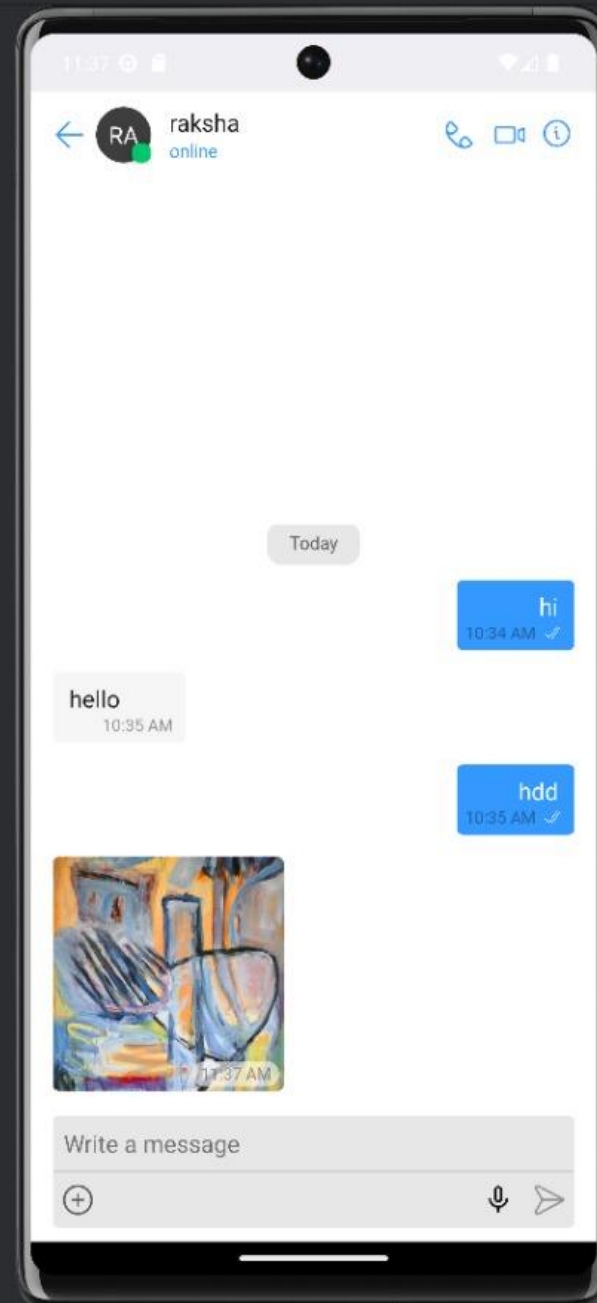 11:37
RA
raksha
online
Today
hi
10:34 AM
hello
10:35 AM
hdd
10:35 AM
11:37 AM
Write a message